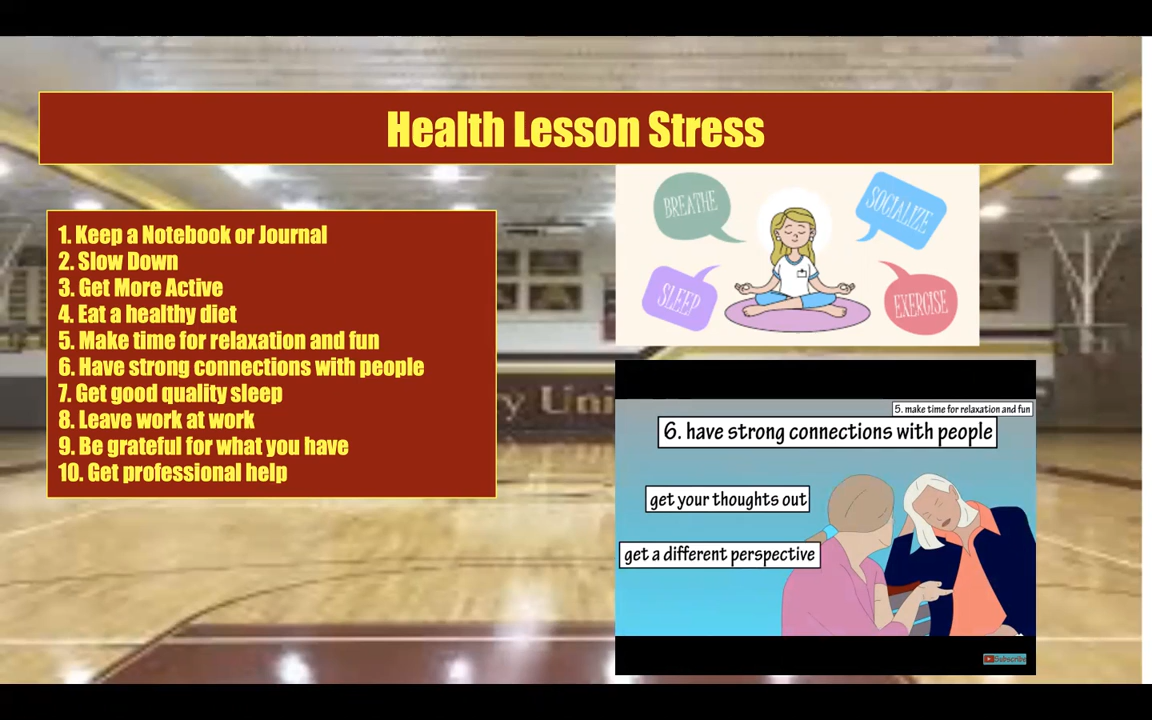 Health Lesson Stress
1. Keep a Notebook or Journal
2. Slow Down
3. Get More Active
4. Eat a healthy diet
5. Make time for relaxation and fun
6. Have strong connections with people
7. Get good quality sleep
8. Leave work at work
9. Be grateful for what you have
10. Get professional help
BREATHE
SOCIALIZE
SLEEP
EXERCISE
5. make time for relaxation and fun
6. have strong connections with people
get your thoughts out
get a different perspective
Subscribe